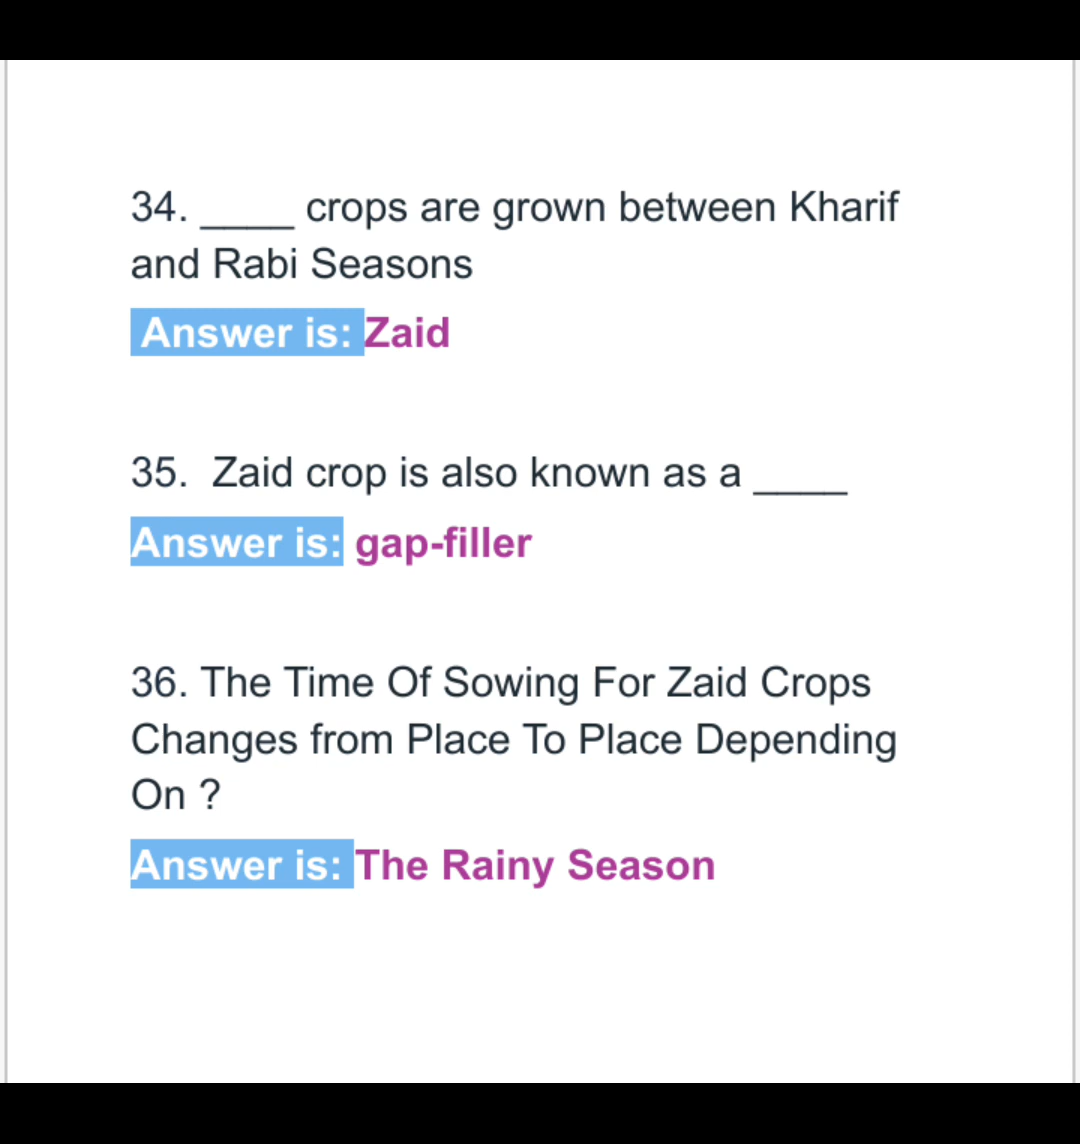 34. ____ crops are grown between Kharif
and Rabi Seasons
Answer is: Zaid
35. Zaid crop is also known as a ____
Answer is: gap-filler
36. The Time Of Sowing For Zaid Crops
Changes from Place To Place Depending
On ?
Answer is: The Rainy Season